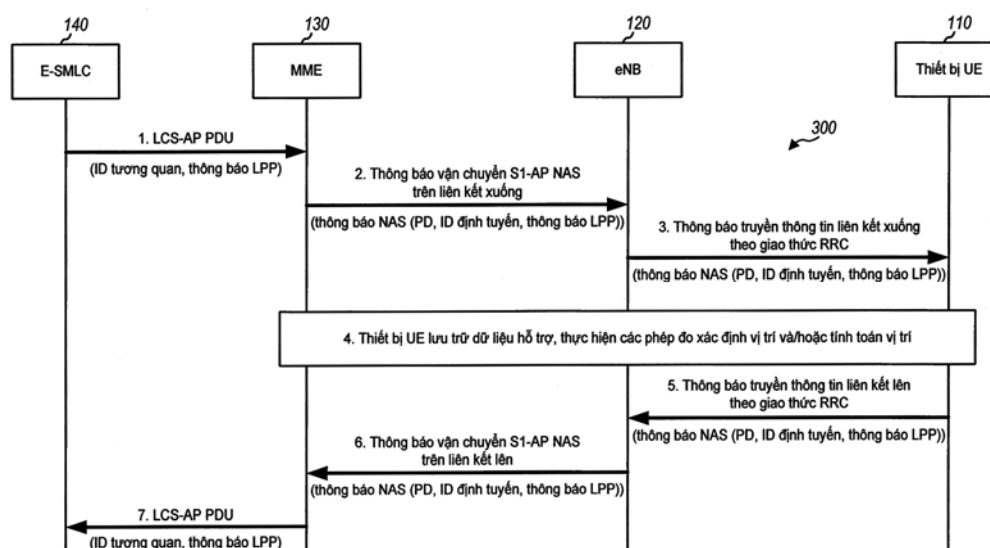 140
130
120
110
E-SMLC
MME
eNB
Thiết bị UE
300
1. LCS-AP PDU
(ID tương quan, thông báo LPP)
2. Thông báo vận chuyển S1-AP NAS
trên liên kết xuống
(thông báo NAS (PD, ID định tuyến, thông báo LPP))
3. Thông báo truyền thông tin liên kết xuống
theo giao thức RRC
(thông báo NAS (PD, ID định tuyến, thông báo LPP))
4. Thiết bị UE lưu trữ dữ liệu hỗ trợ, thực hiện các phép đo xác định vị trí và/hoặc tính toán vị trí
5. Thông báo truyền thông tin liên kết lên
theo giao thức RRC
(thông báo NAS (PD, ID định tuyến, thông báo LPP))
6. Thông báo vận chuyển S1-AP NAS
trên liên kết lên
(thông báo NAS (PD, ID định tuyến, thông báo LPP))
7. LCS-AP PDU
(ID tương quan, thông báo LPP)